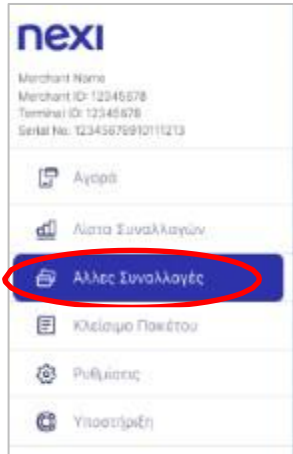 nexi
Merchant Name
Merchant ID: 12345678
Terminal ID: 12345678
Serial No: 12345678910111213
Αγορά
Λίστα Συναλλαγών
Άλλες Συναλλαγές
Κλείσιμο Πακέτου
Ρυθμίσεις
Υποστήριξη